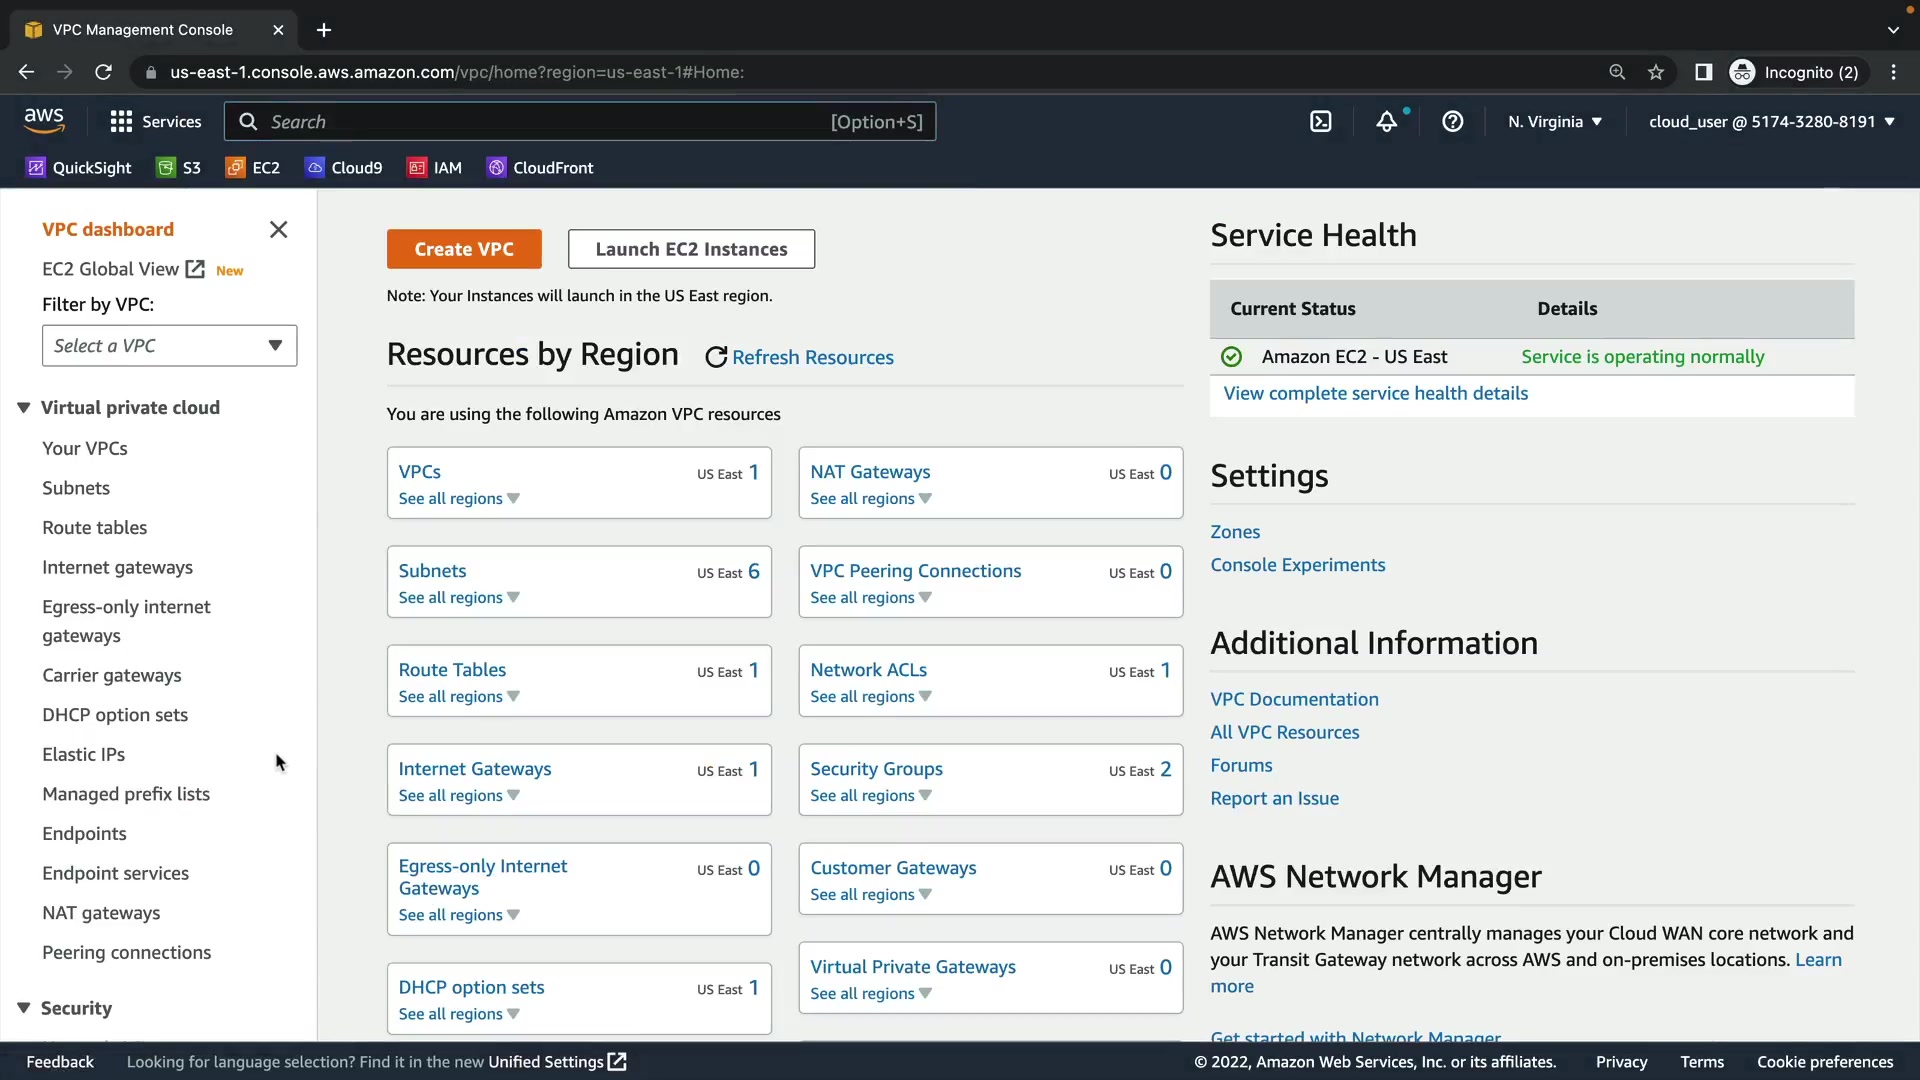 VPC Management Console
us-east-1.console.aws.amazon.com/vpc/home?region=us-east-1#Home:
Incognito (2)
aws
Services
Search
[Option+S]
N. Virginia
cloud_user @ 5174-3280-8191
QuickSight
S3
EC2
Cloud9
IAM
CloudFront
VPC dashboard
EC2 Global View
New
Filter by VPC:
Select a VPC
Virtual private cloud
Your VPCs
Subnets
Route tables
Internet gateways
Egress-only internet
gateways
Carrier gateways
DHCP option sets
Elastic IPs
Managed prefix lists
Endpoints
Endpoint services
NAT gateways
Peering connections
Security
Create VPC
Launch EC2 Instances
Note: Your Instances will launch in the US East region.
Resources by Region
Refresh Resources
You are using the following Amazon VPC resources
VPCs
US East 1
See all regions
NAT Gateways
US East 0
See all regions
Subnets
US East 6
See all regions
VPC Peering Connections
US East 0
See all regions
Route Tables
US East 1
See all regions
Network ACLs
US East 1
See all regions
Internet Gateways
US East 1
See all regions
Security Groups
US East 2
See all regions
Egress-only Internet
Gateways
US East 0
See all regions
Customer Gateways
US East 0
See all regions
DHCP option sets
US East 1
See all regions
Virtual Private Gateways
US East 0
See all regions
Service Health
Current Status
Details
Amazon EC2 - US East
Service is operating normally
View complete service health details
Settings
Zones
Console Experiments
Additional Information
VPC Documentation
All VPC Resources
Forums
Report an Issue
AWS Network Manager
AWS Network Manager centrally manages your Cloud WAN core network and
your Transit Gateway network across AWS and on-premises locations. Learn
more
Get started with Network Manager
Feedback
Looking for language selection? Find it in the new Unified Settings
© 2022, Amazon Web Services, Inc. or its affiliates.
Privacy
Terms
Cookie preferences